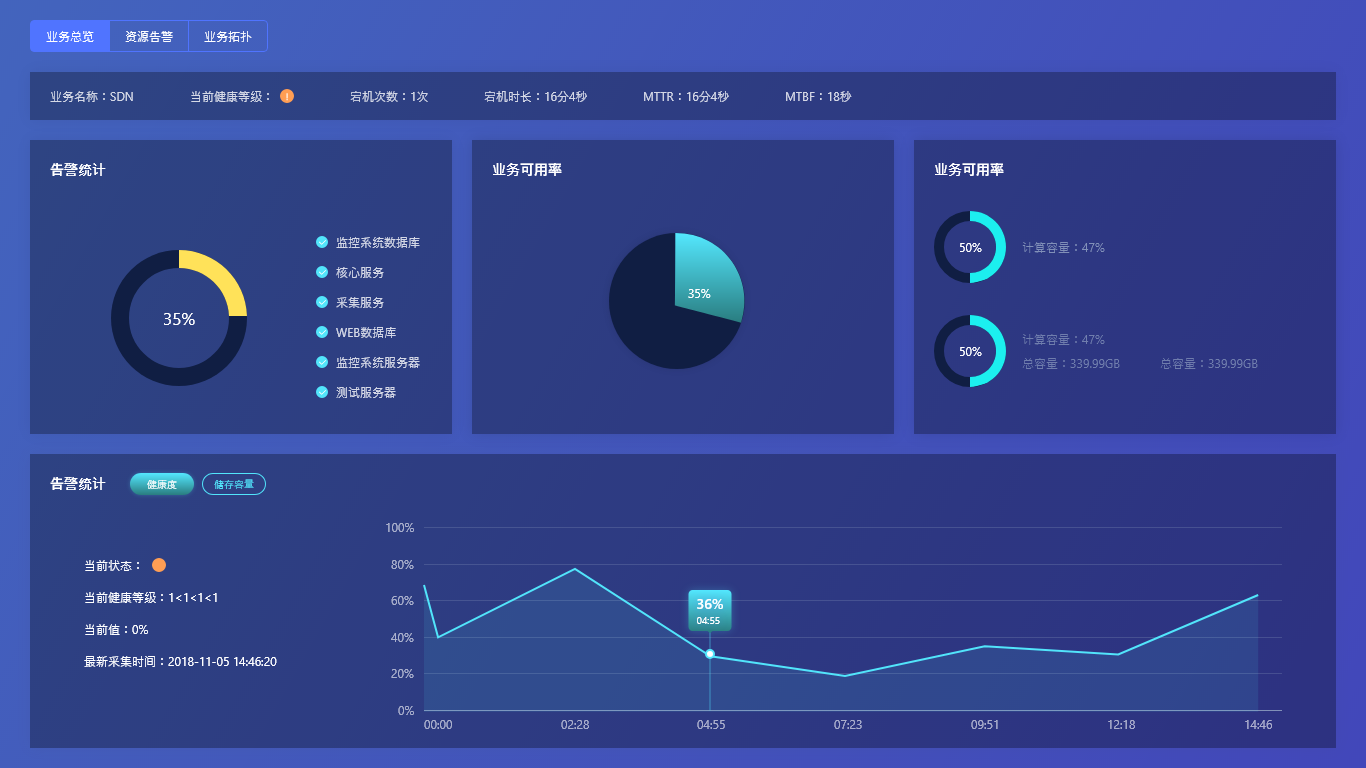 业务总览 资源告警 业务拓扑
业务名称：SDN 当前健康等级： 宕机次数：1次 宕机时长：16分4秒 MTTR：16分4秒 MTBF：18秒
告警统计
35%
监控系统数据库
核心服务
采集服务
WEB数据库
监控系统服务器
测试服务器
业务可用率
35%
业务可用率
50%
计算容量：47%
50%
计算容量：47%
总容量：339.99GB 总容量：339.99GB
告警统计 健康度 储存容量
当前状态：
当前健康等级：1<1<1<1
当前值：0%
最新采集时间：2018-11-05 14:46:20
100%
80%
60%
40%
20%
0%
36%
04:55
00:00 02:28 04:55 07:23 09:51 12:18 14:46